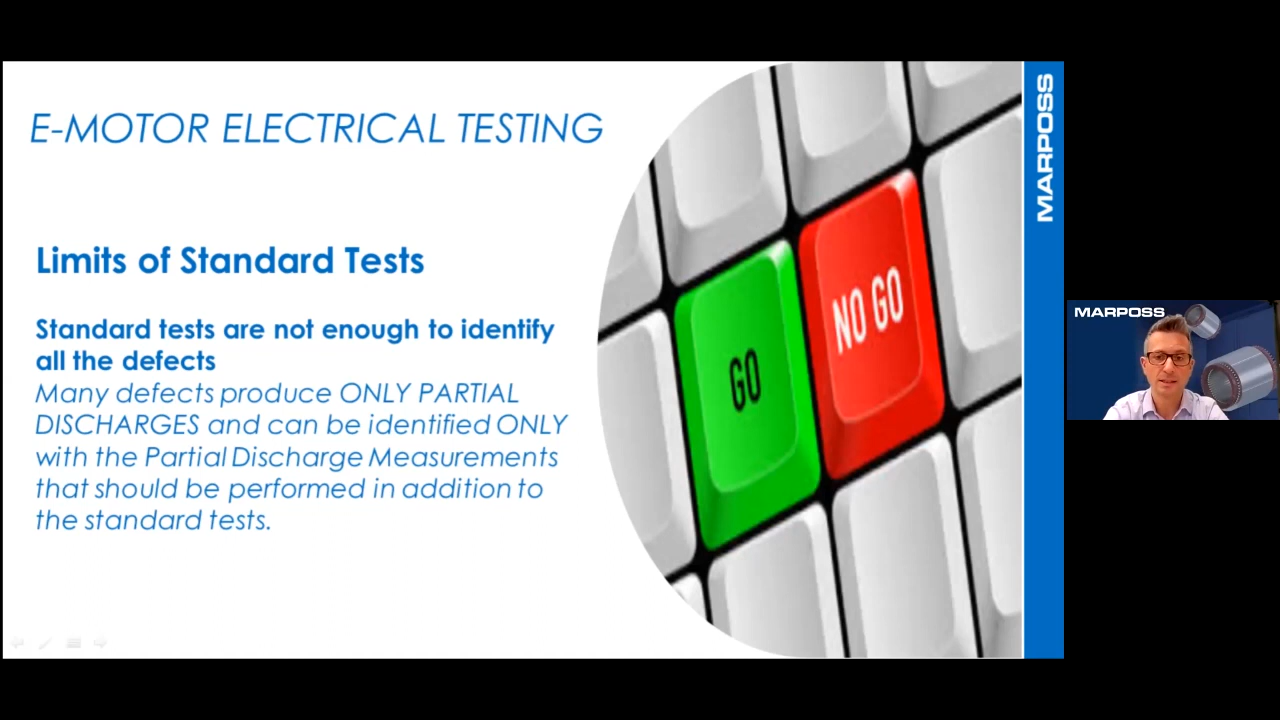 E-MOTOR ELECTRICAL TESTING
Limits of Standard Tests
Standard tests are not enough to identify
all the defects
Many defects produce ONLY PARTIAL
DISCHARGES and can be identified ONLY
with the Partial Discharge Measurements
that should be performed in addition to
the standard tests.
GO
NO GO
MARPOSS
MARPOSS